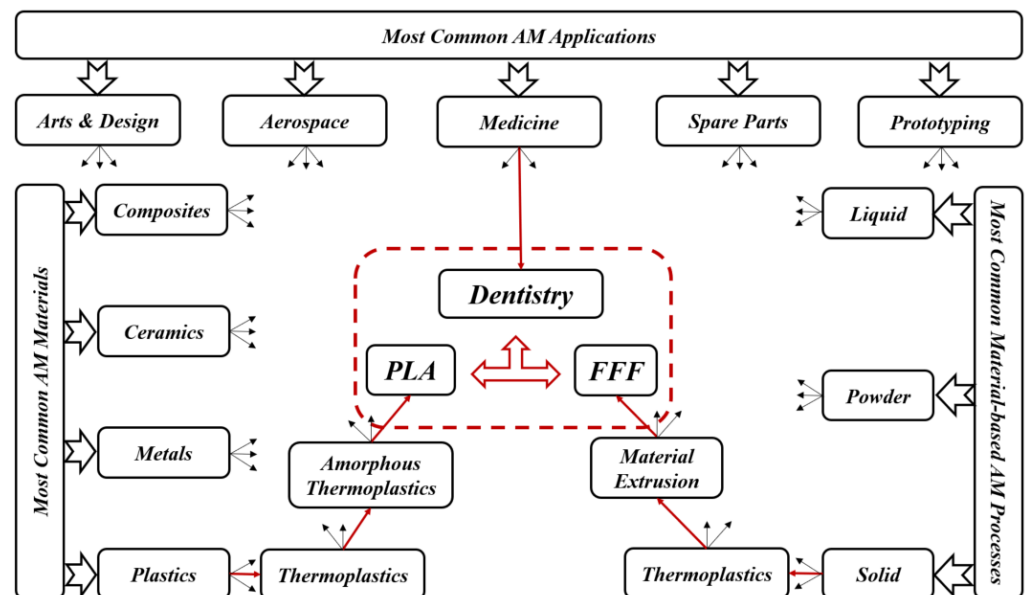 Most Common AM Applications
Arts & Design
Aerospace
Medicine
Spare Parts
Prototyping
Most Common AM Materials
Composites
Ceramics
Metals
Plastics
Thermoplastics
Amorphous
Thermoplastics
PLA
Dentistry
FFF
Material
Extrusion
Thermoplastics
Liquid
Powder
Solid
Most Common Material-based AM Processes